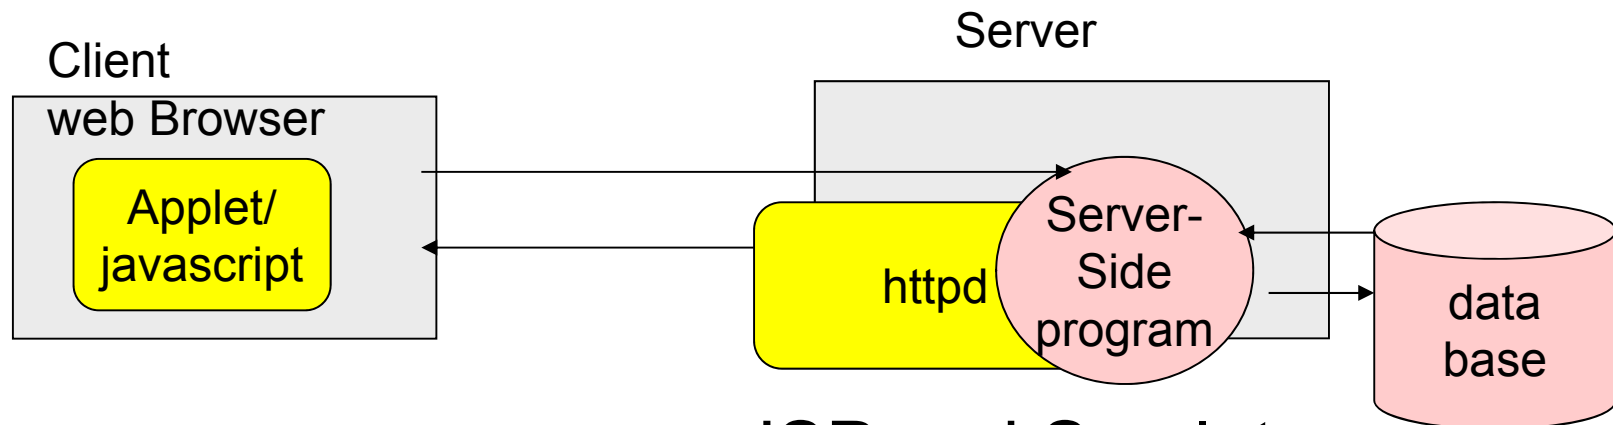 Client
web Browser
Applet/
javascript
Server
httpd
Server-
Side
program
data
base